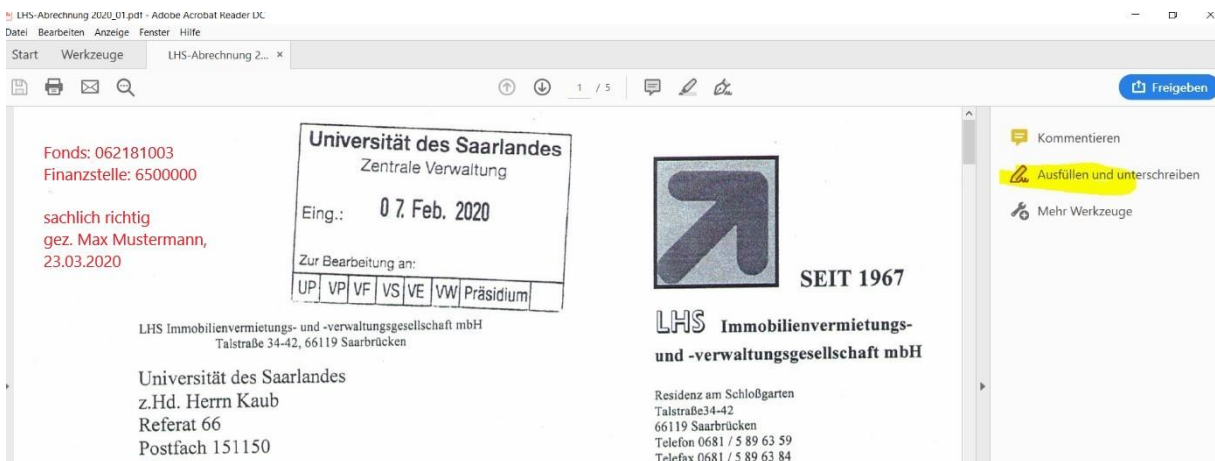 LHS-Abrechnung 2020_01.pdf - Adobe Acrobat Reader DC
Datei Bearbeiten Anzeige Fenster Hilfe
Start Werkzeuge LHS-Abrechnung 2... ×
1 / 5
Freigeben
Fonds: 062181003
Finanzstelle: 6500000
sachlich richtig
gez. Max Mustermann,
23.03.2020
Universität des Saarlandes
Zentrale Verwaltung
Eing.: 07. Feb. 2020
Zur Bearbeitung an:
UP VP VF VS VE VW Präsidium
LHS Immobilienvermietungs- und -verwaltungsgesellschaft mbH
Talstraße 34-42, 66119 Saarbrücken
Universität des Saarlandes
z.Hd. Herrn Kaub
Referat 66
Postfach 151150
SEIT 1967
LHS Immobilienvermietungs-
und -verwaltungsgesellschaft mbH
Residenz am Schloßgarten
Talstraße34-42
66119 Saarbrücken
Telefon 0681 / 5 89 63 59
Telefax 0681 / 5 89 63 84
Kommentieren
Ausfüllen und unterschreiben
Mehr Werkzeuge